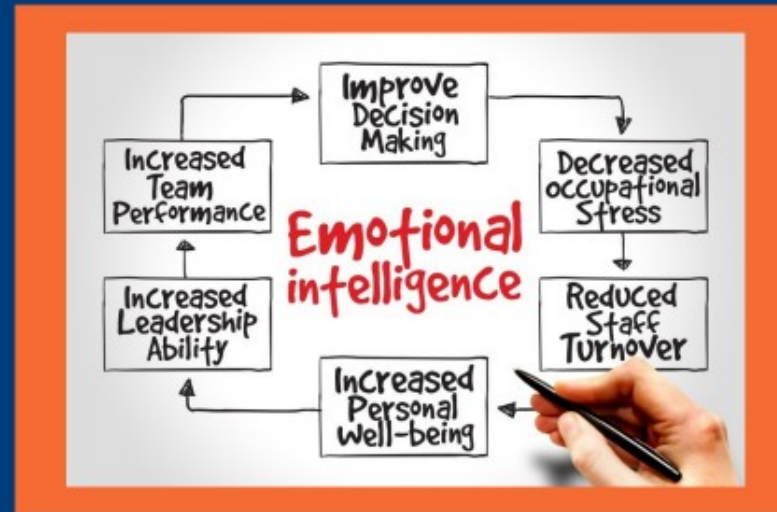 Improve
Decision
Making
Decreased
occupational
Stress
Reduced
Staff
Turnover
Increased
Personal
Well-being
Increased
Leadership
Ability
Increased
Team
Performance
Emotional
intelligence